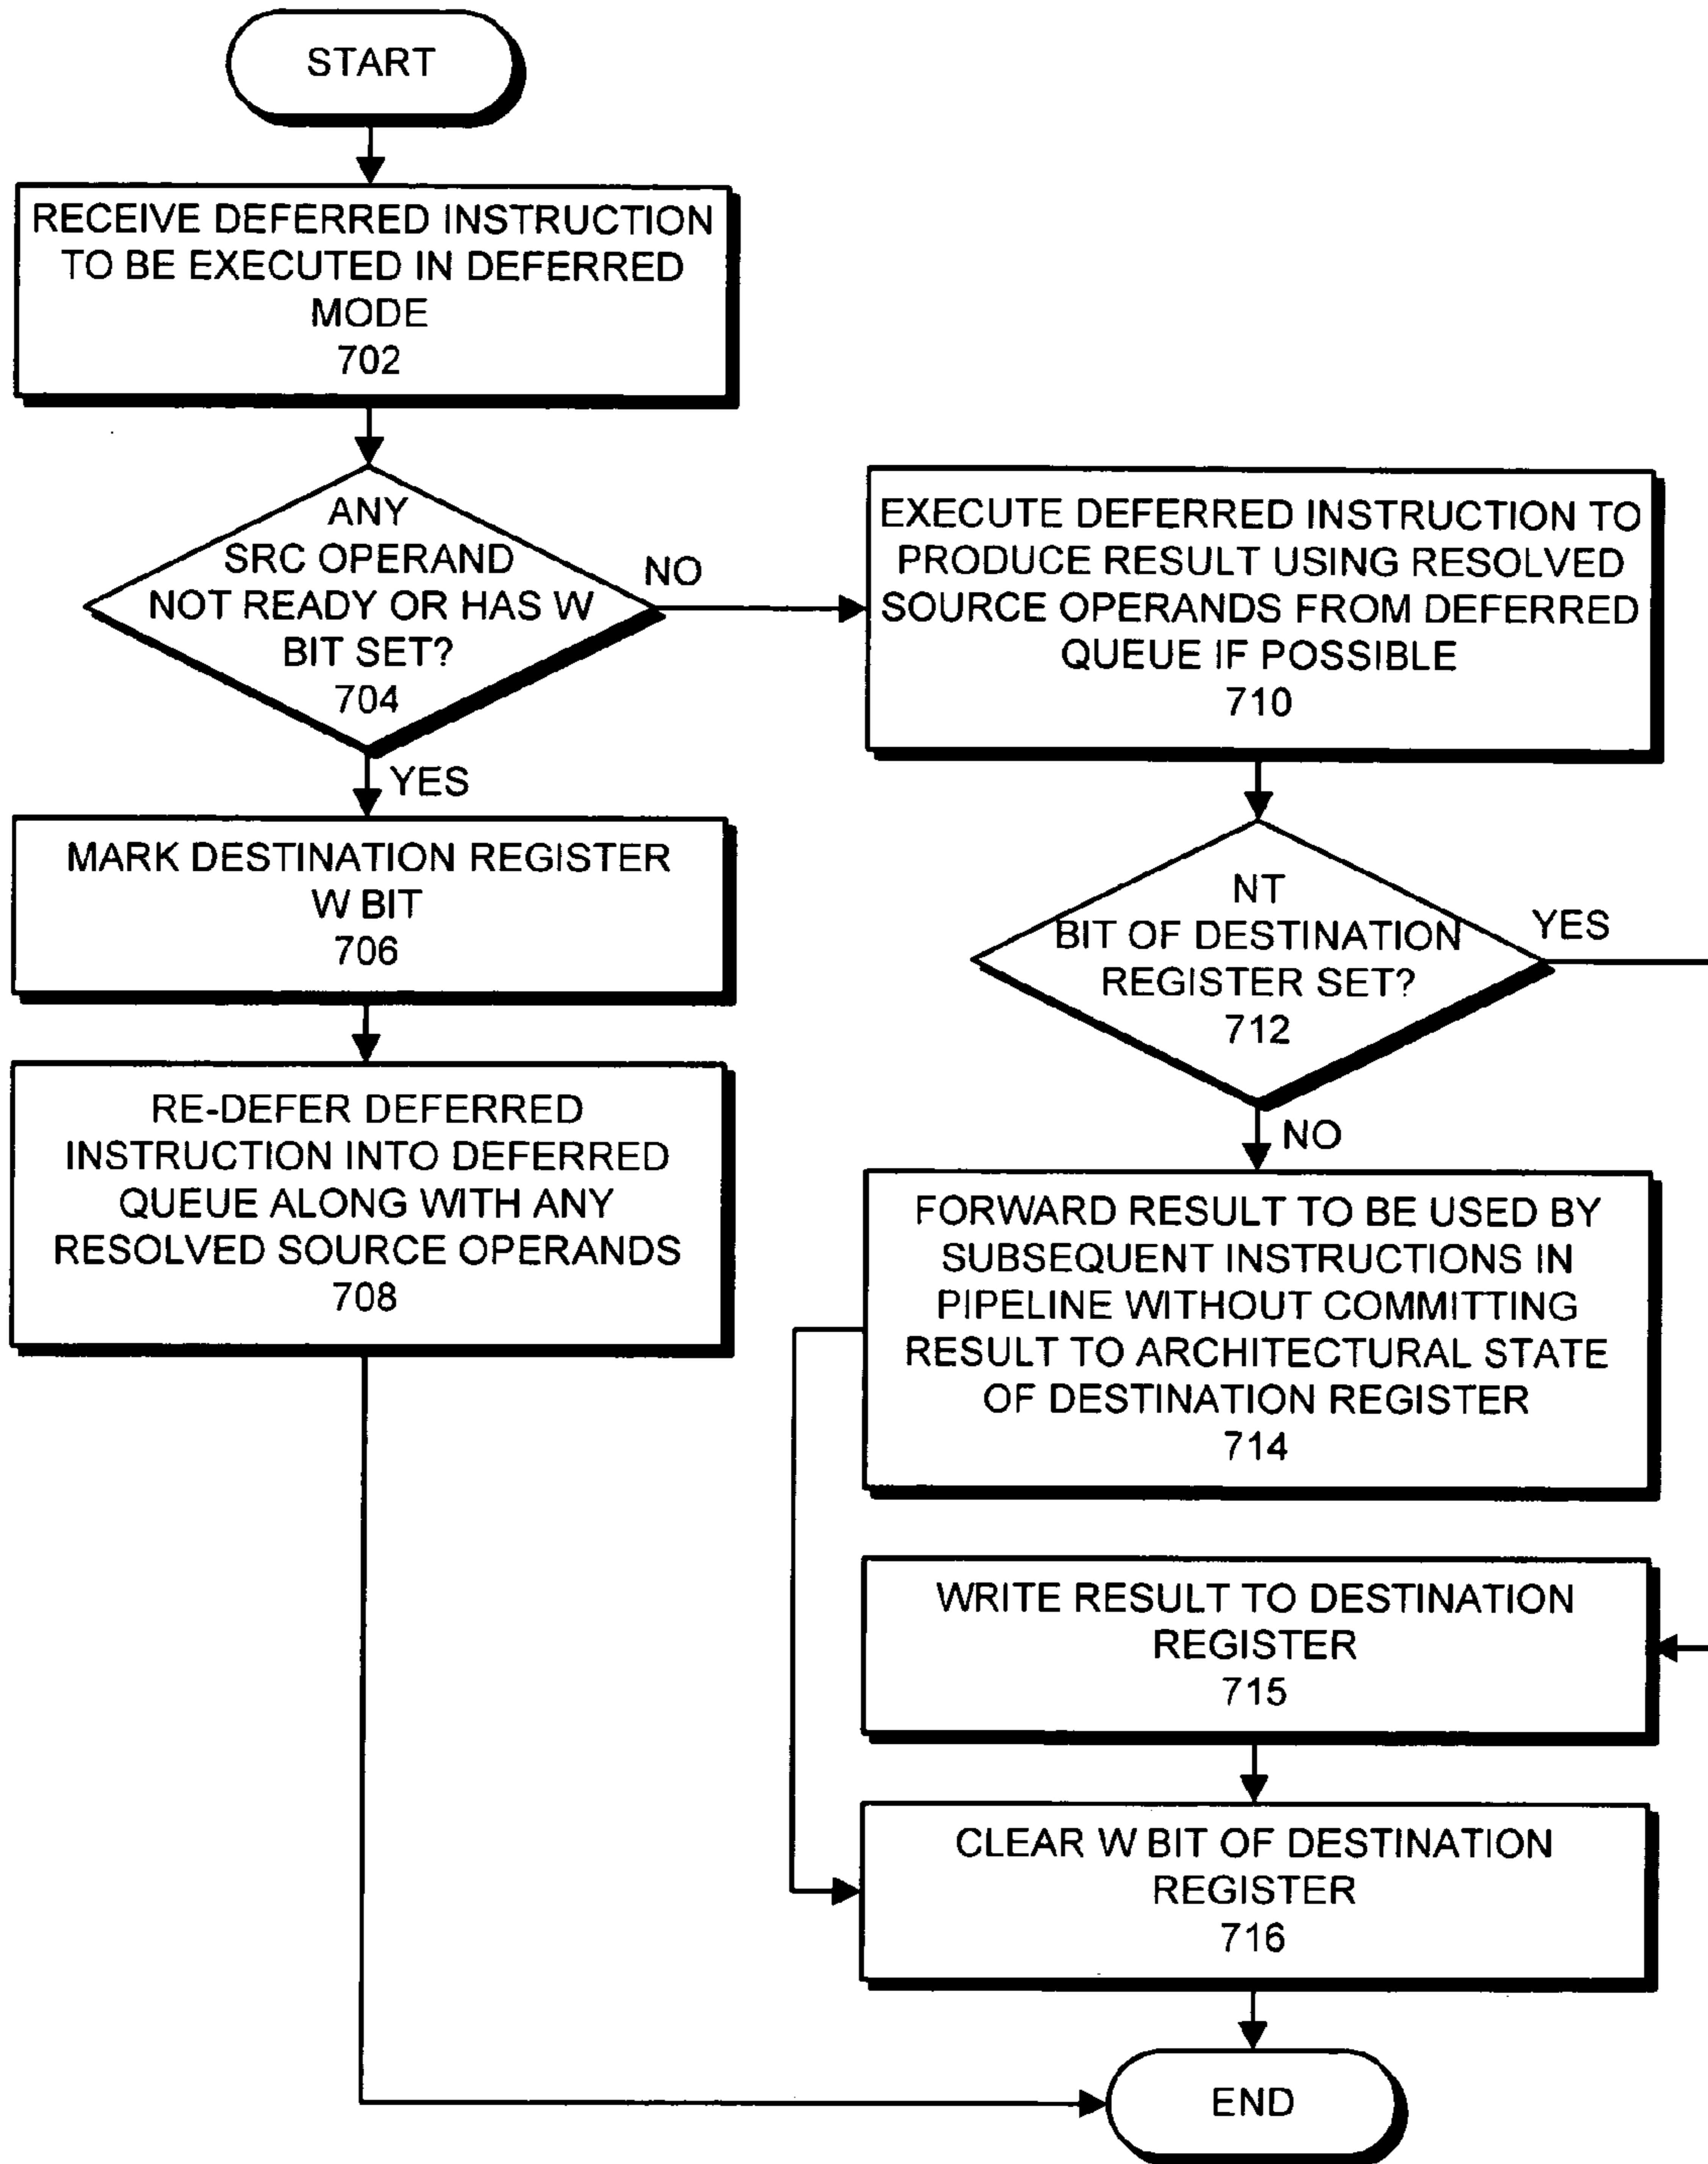 START
RECEIVE DEFERRED INSTRUCTION
TO BE EXECUTED IN DEFERRED
MODE
702
ANY
SRC OPERAND
NOT READY OR HAS W
BIT SET?
704
NO
YES
MARK DESTINATION REGISTER
W BIT
706
RE-DEFER DEFERRED
INSTRUCTION INTO DEFERRED
QUEUE ALONG WITH ANY
RESOLVED SOURCE OPERANDS
708
EXECUTE DEFERRED INSTRUCTION TO
PRODUCE RESULT USING RESOLVED
SOURCE OPERANDS FROM DEFERRED
QUEUE IF POSSIBLE
710
NT
BIT OF DESTINATION
REGISTER SET?
712
YES
NO
FORWARD RESULT TO BE USED BY
SUBSEQUENT INSTRUCTIONS IN
PIPELINE WITHOUT COMMITTING
RESULT TO ARCHITECTURAL STATE
OF DESTINATION REGISTER
714
WRITE RESULT TO DESTINATION
REGISTER
715
CLEAR W BIT OF DESTINATION
REGISTER
716
END